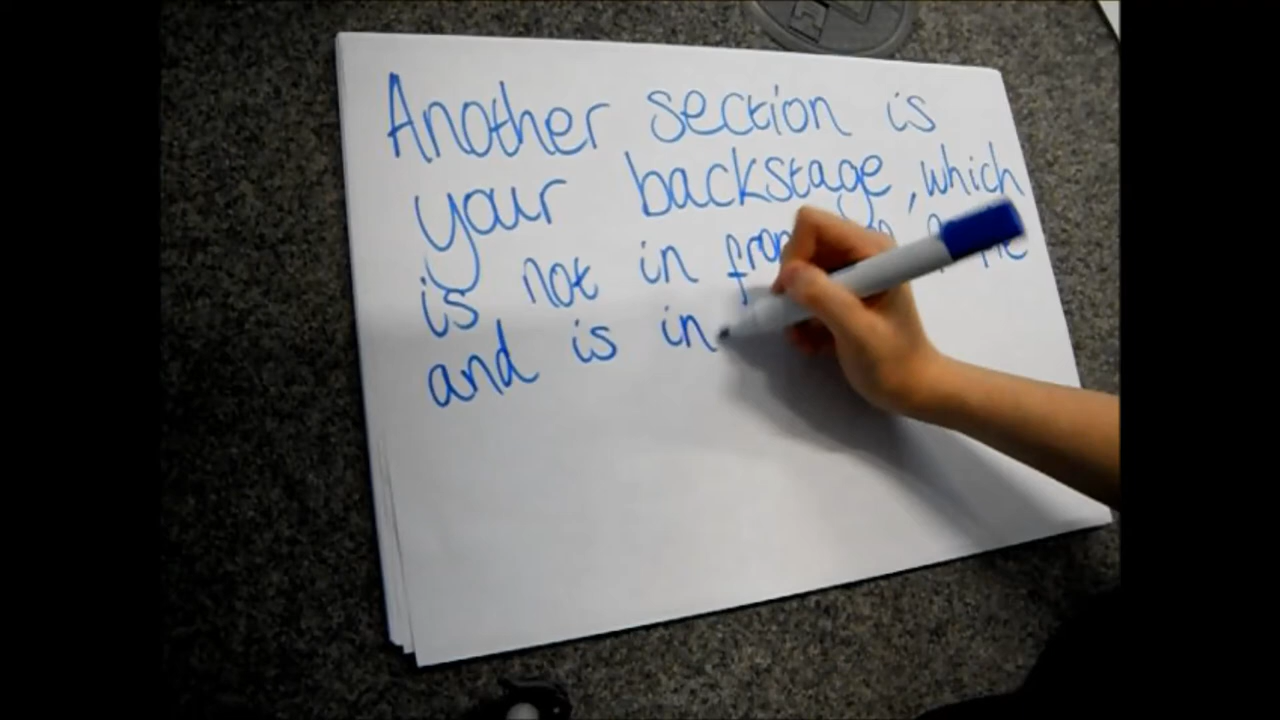 Another section is
your backstage, which
is not in
and is in